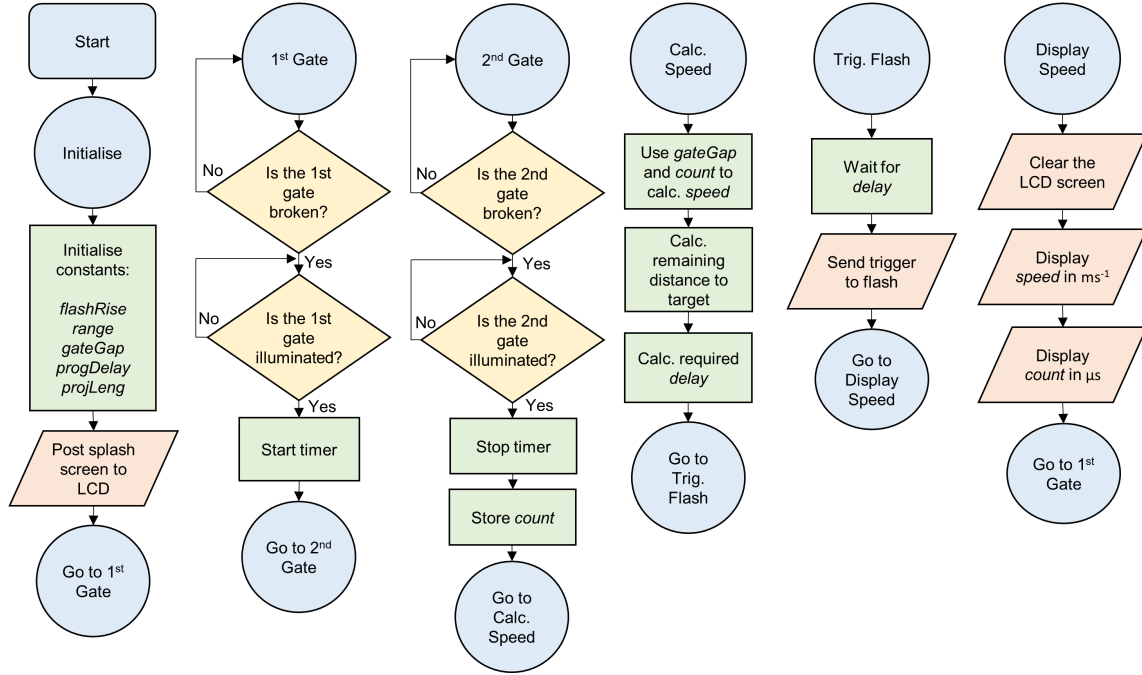 Start
Initialise
Initialise
constants:
flashRise
range
gateGap
progDelay
projLeng
Post splash
screen to
LCD
Go to 1st
Gate
1st Gate
No
Is the 1st
gate
broken?
Yes
No
Is the 1st
gate
illuminated?
Yes
Start timer
Go to 2nd
Gate
2nd Gate
No
Is the 2nd
gate
broken?
Yes
No
Is the 2nd
gate
illuminated?
Yes
Stop timer
Store count
Go to
Calc.
Speed
Calc.
Speed
Use gateGap
and count to
calc. speed
Calc.
remaining
distance to
target
Calc. required
delay
Go to
Trig.
Flash
Trig. Flash
Wait for
delay
Send trigger
to flash
Go to
Display
Speed
Display
Speed
Clear the
LCD screen
Display
speed in ms-1
Display
count in µs
Go to 1st
Gate